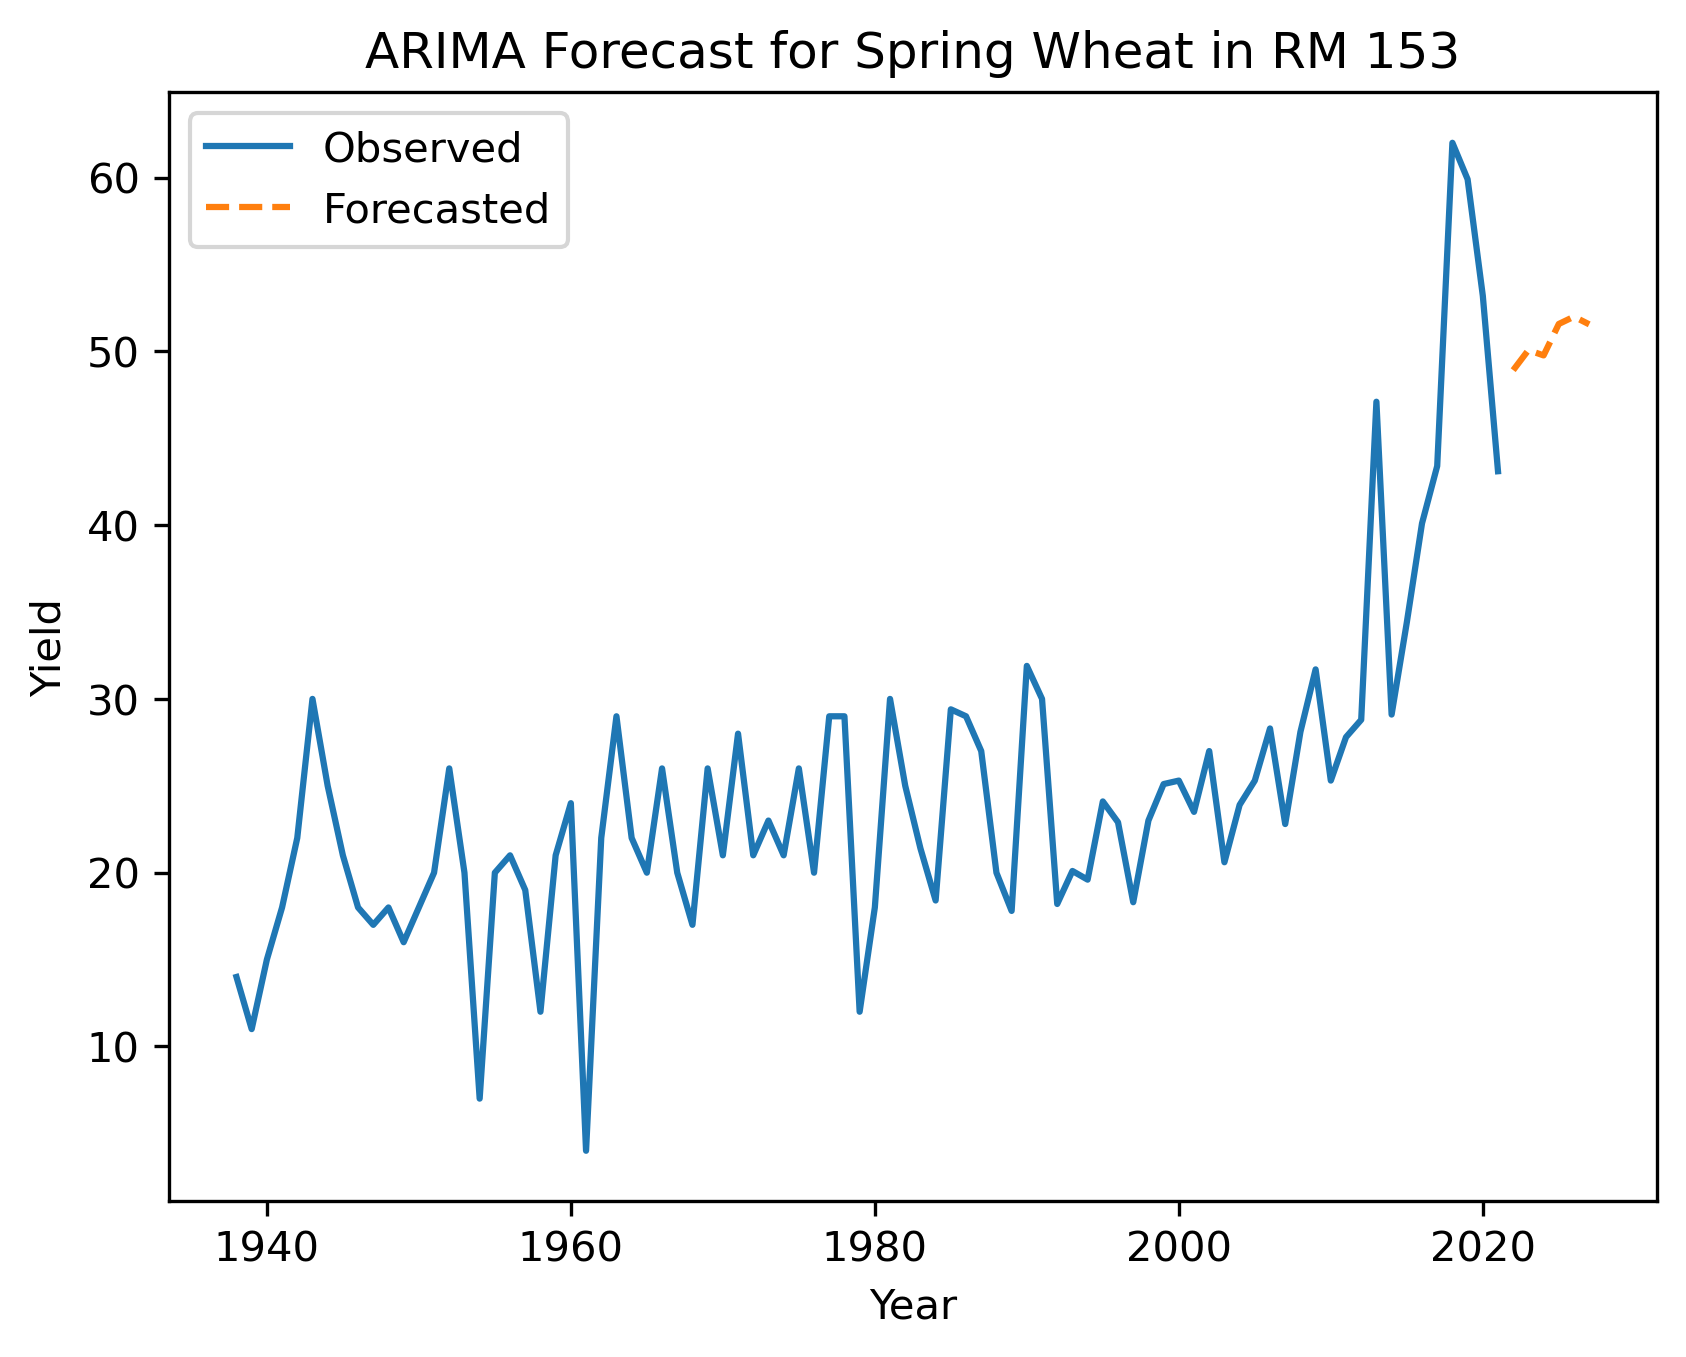 ARIMA Forecast for Spring Wheat in RM 153
Observed
Forecasted
60
50
40
30
20
10
Yield
1940 1960 1980 2000 2020
Year